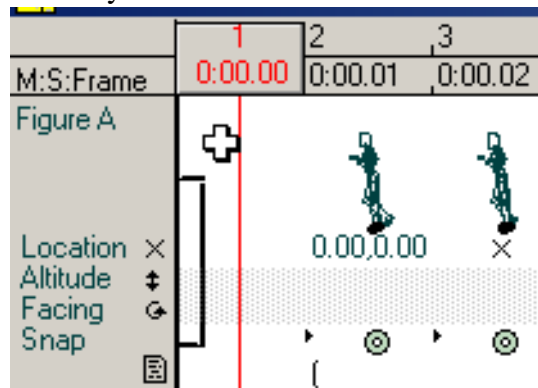 1 2 3
M:S:Frame 0:00.00 0:00.01 0:00.02
Figure A
Location 0.00,0.00
Altitude
Facing
Snap
(